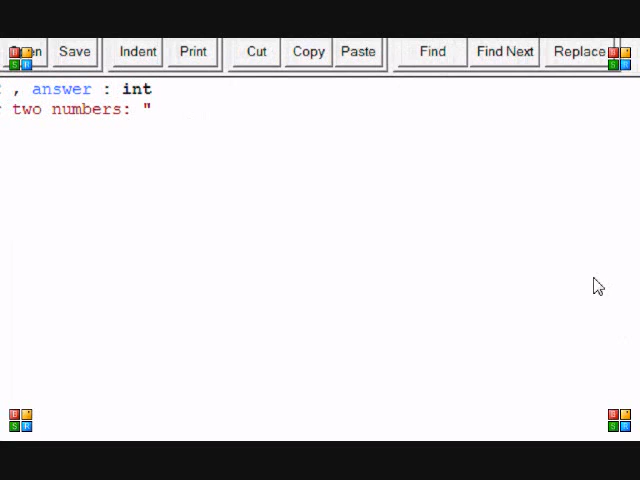 Save Indent Print Cut Copy Paste Find Find Next Replace
, answer : int
two numbers: "